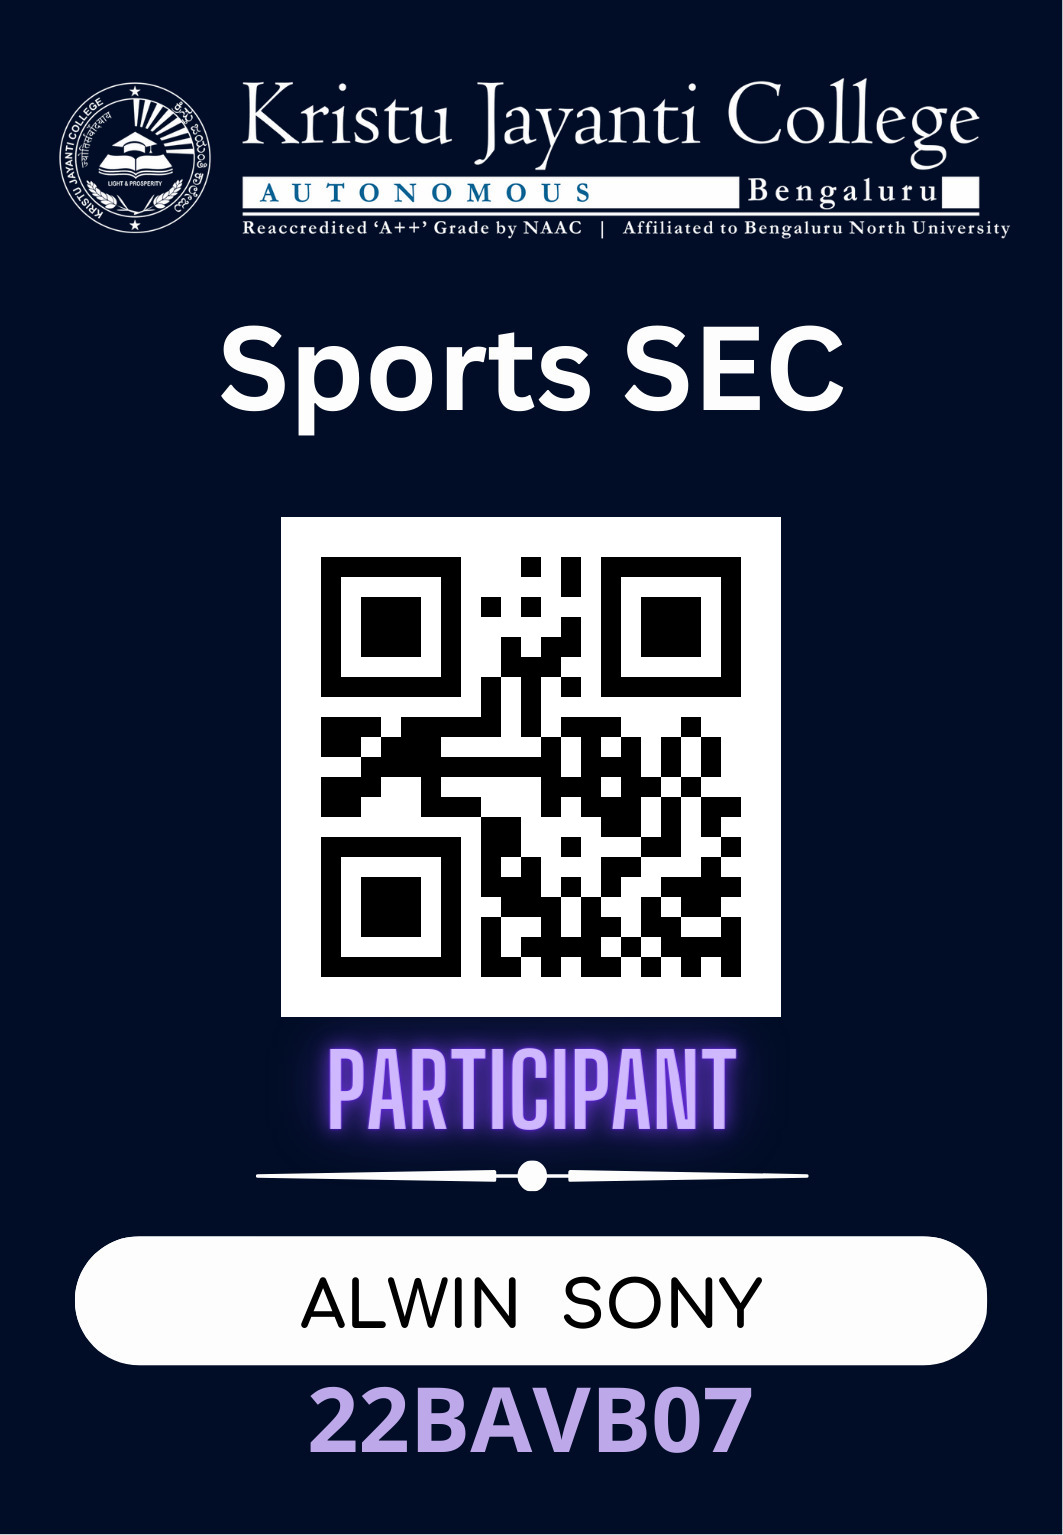 Kristu Jayanti College
AUTONOMOUS Bengaluru
Reaccredited ‘A++’ Grade by NAAC | Affiliated to Bengaluru North University
KRISTU JAYANTI COLLEGE
LIGHT & PROSPERITY
Sports SEC
PARTICIPANT
ALWIN SONY
22BAVB07